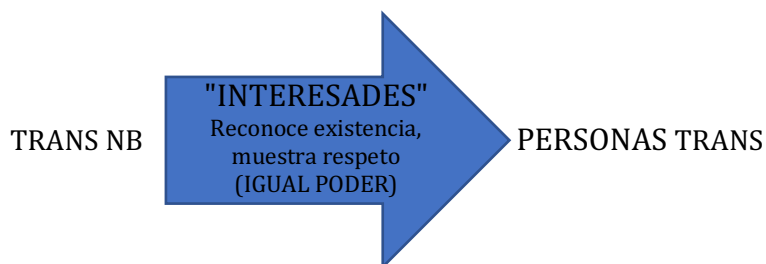 "INTERESADES"
Reconoce existencia,
muestra respeto
(IGUAL PODER)
TRANS NB
PERSONAS TRANS